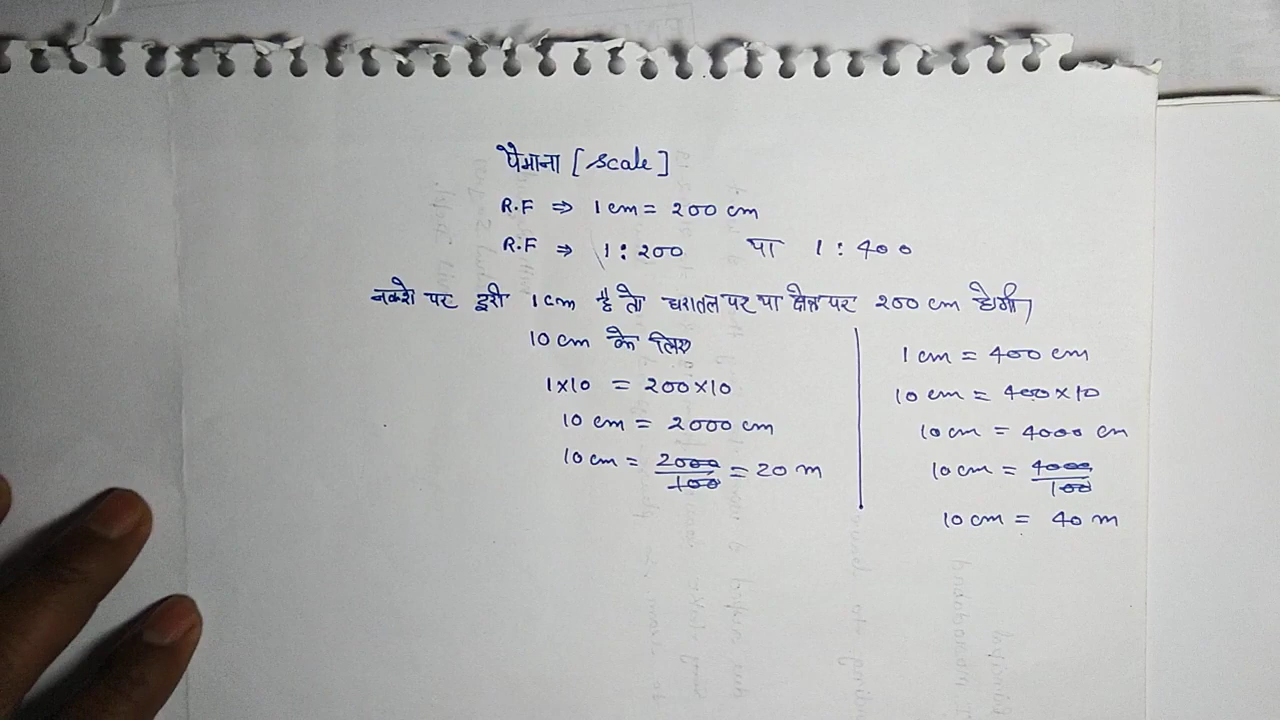 पैमाना [scale]
R.F ⇒ 1 cm = 200 cm
R.F ⇒ 1 : 200 या 1 : 400
नक्शे पर दूरी 1cm है तो धरातल पर या क्षेत्र पर 200 cm होगी,
10 cm के लिए
1×10 = 200×10
10 cm = 2000 cm
10 cm = 2000/100 = 20 m
1 cm = 400 cm
10 cm = 400×10
10 cm = 4000 cm
10 cm = 4000/100
10 cm = 40 m